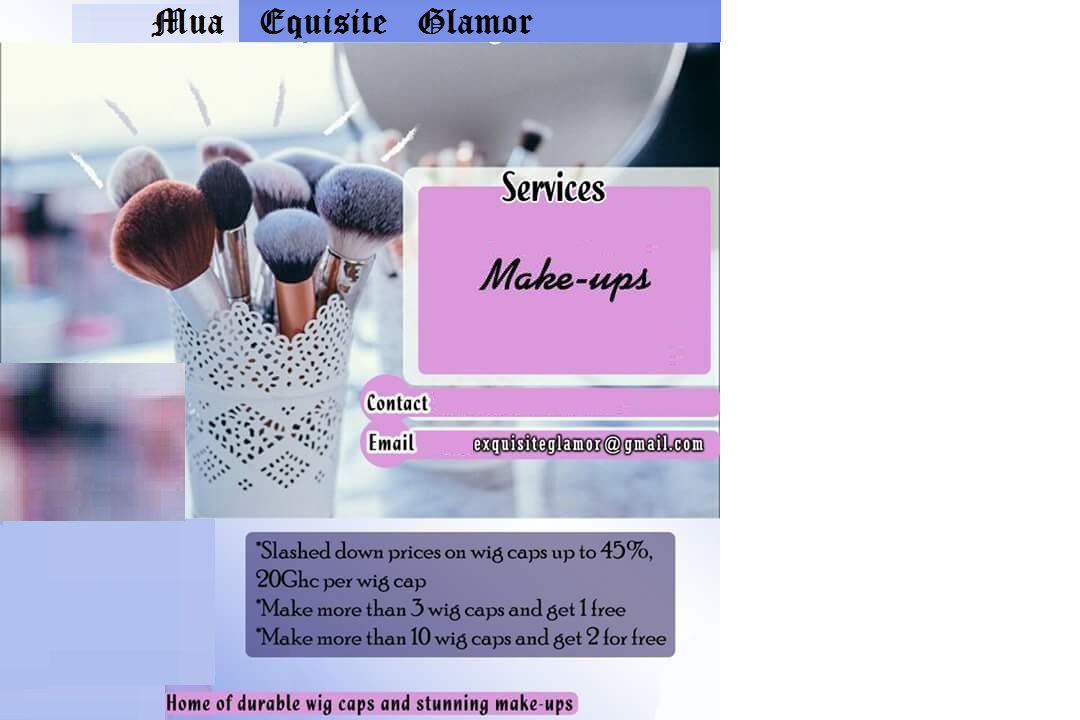 Mua Equisite Glamor
Services
Make-ups
Contact
Email exquisiteglamor@gmail.com
*Slashed down prices on wig caps up to 45%,
20Ghc per wig cap
*Make more than 3 wig caps and get 1 free
*Make more than 10 wig caps and get 2 for free
Home of durable wig caps and stunning make-ups